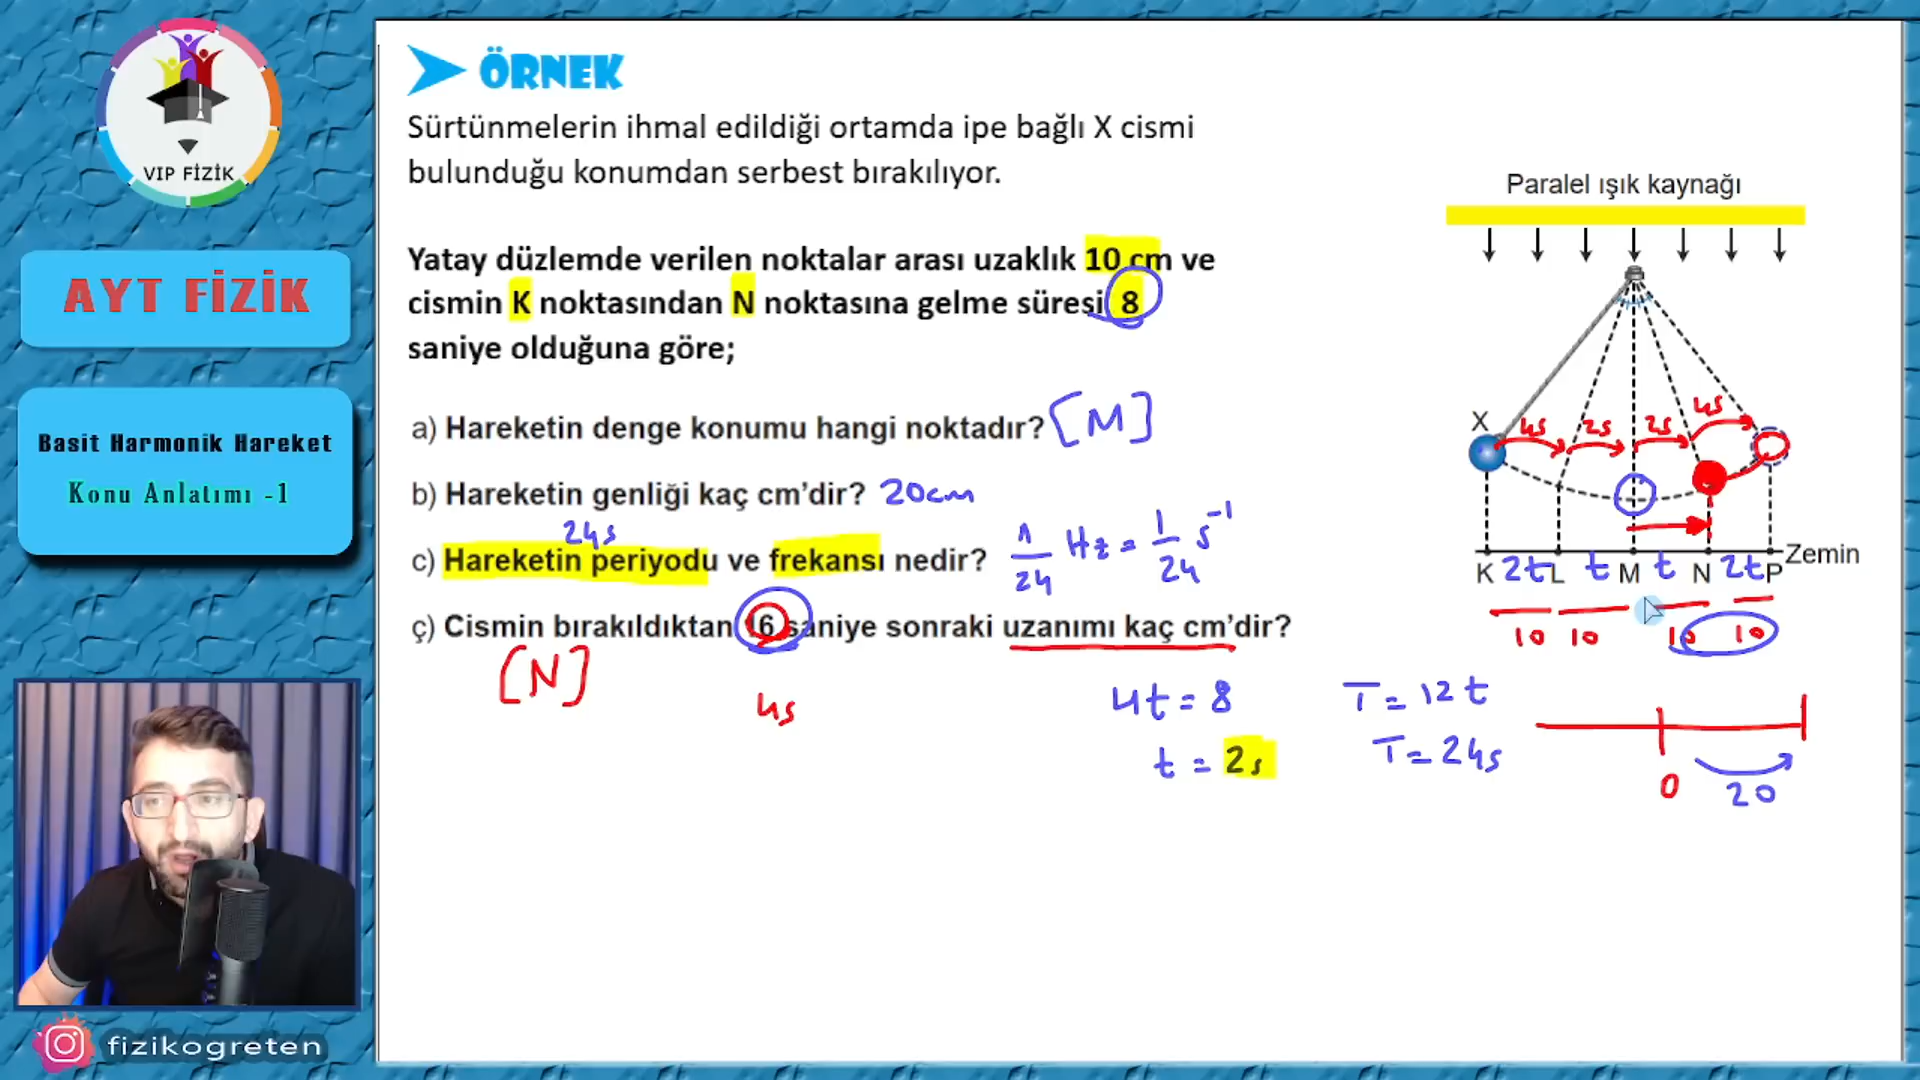 VIP FİZİK
AYT FİZİK
Basit Harmonik Hareket
Konu Anlatımı -1
fizikogreten
ÖRNEK
Sürtünmelerin ihmal edildiği ortamda ipe bağlı X cismi
bulunduğu konumdan serbest bırakılıyor.
Yatay düzlemde verilen noktalar arası uzaklık 10 cm ve
cismin K noktasından N noktasına gelme süresi 8
saniye olduğuna göre;
a) Hareketin denge konumu hangi noktadır? [M]
b) Hareketin genliği kaç cm'dir? 20cm
24s
c) Hareketin periyodu ve frekansı nedir? 1/24 Hz = 1/24 s⁻¹
ç) Cismin bırakıldıktan 16 saniye sonraki uzanımı kaç cm'dir?
[N]
4s
4t = 8
t = 2s
T = 12t
T = 24s
Paralel ışık kaynağı
X
4s 2s 2s 4s
Zemin
K 2t L t M t N 2t P
10 10 10 10
0 20